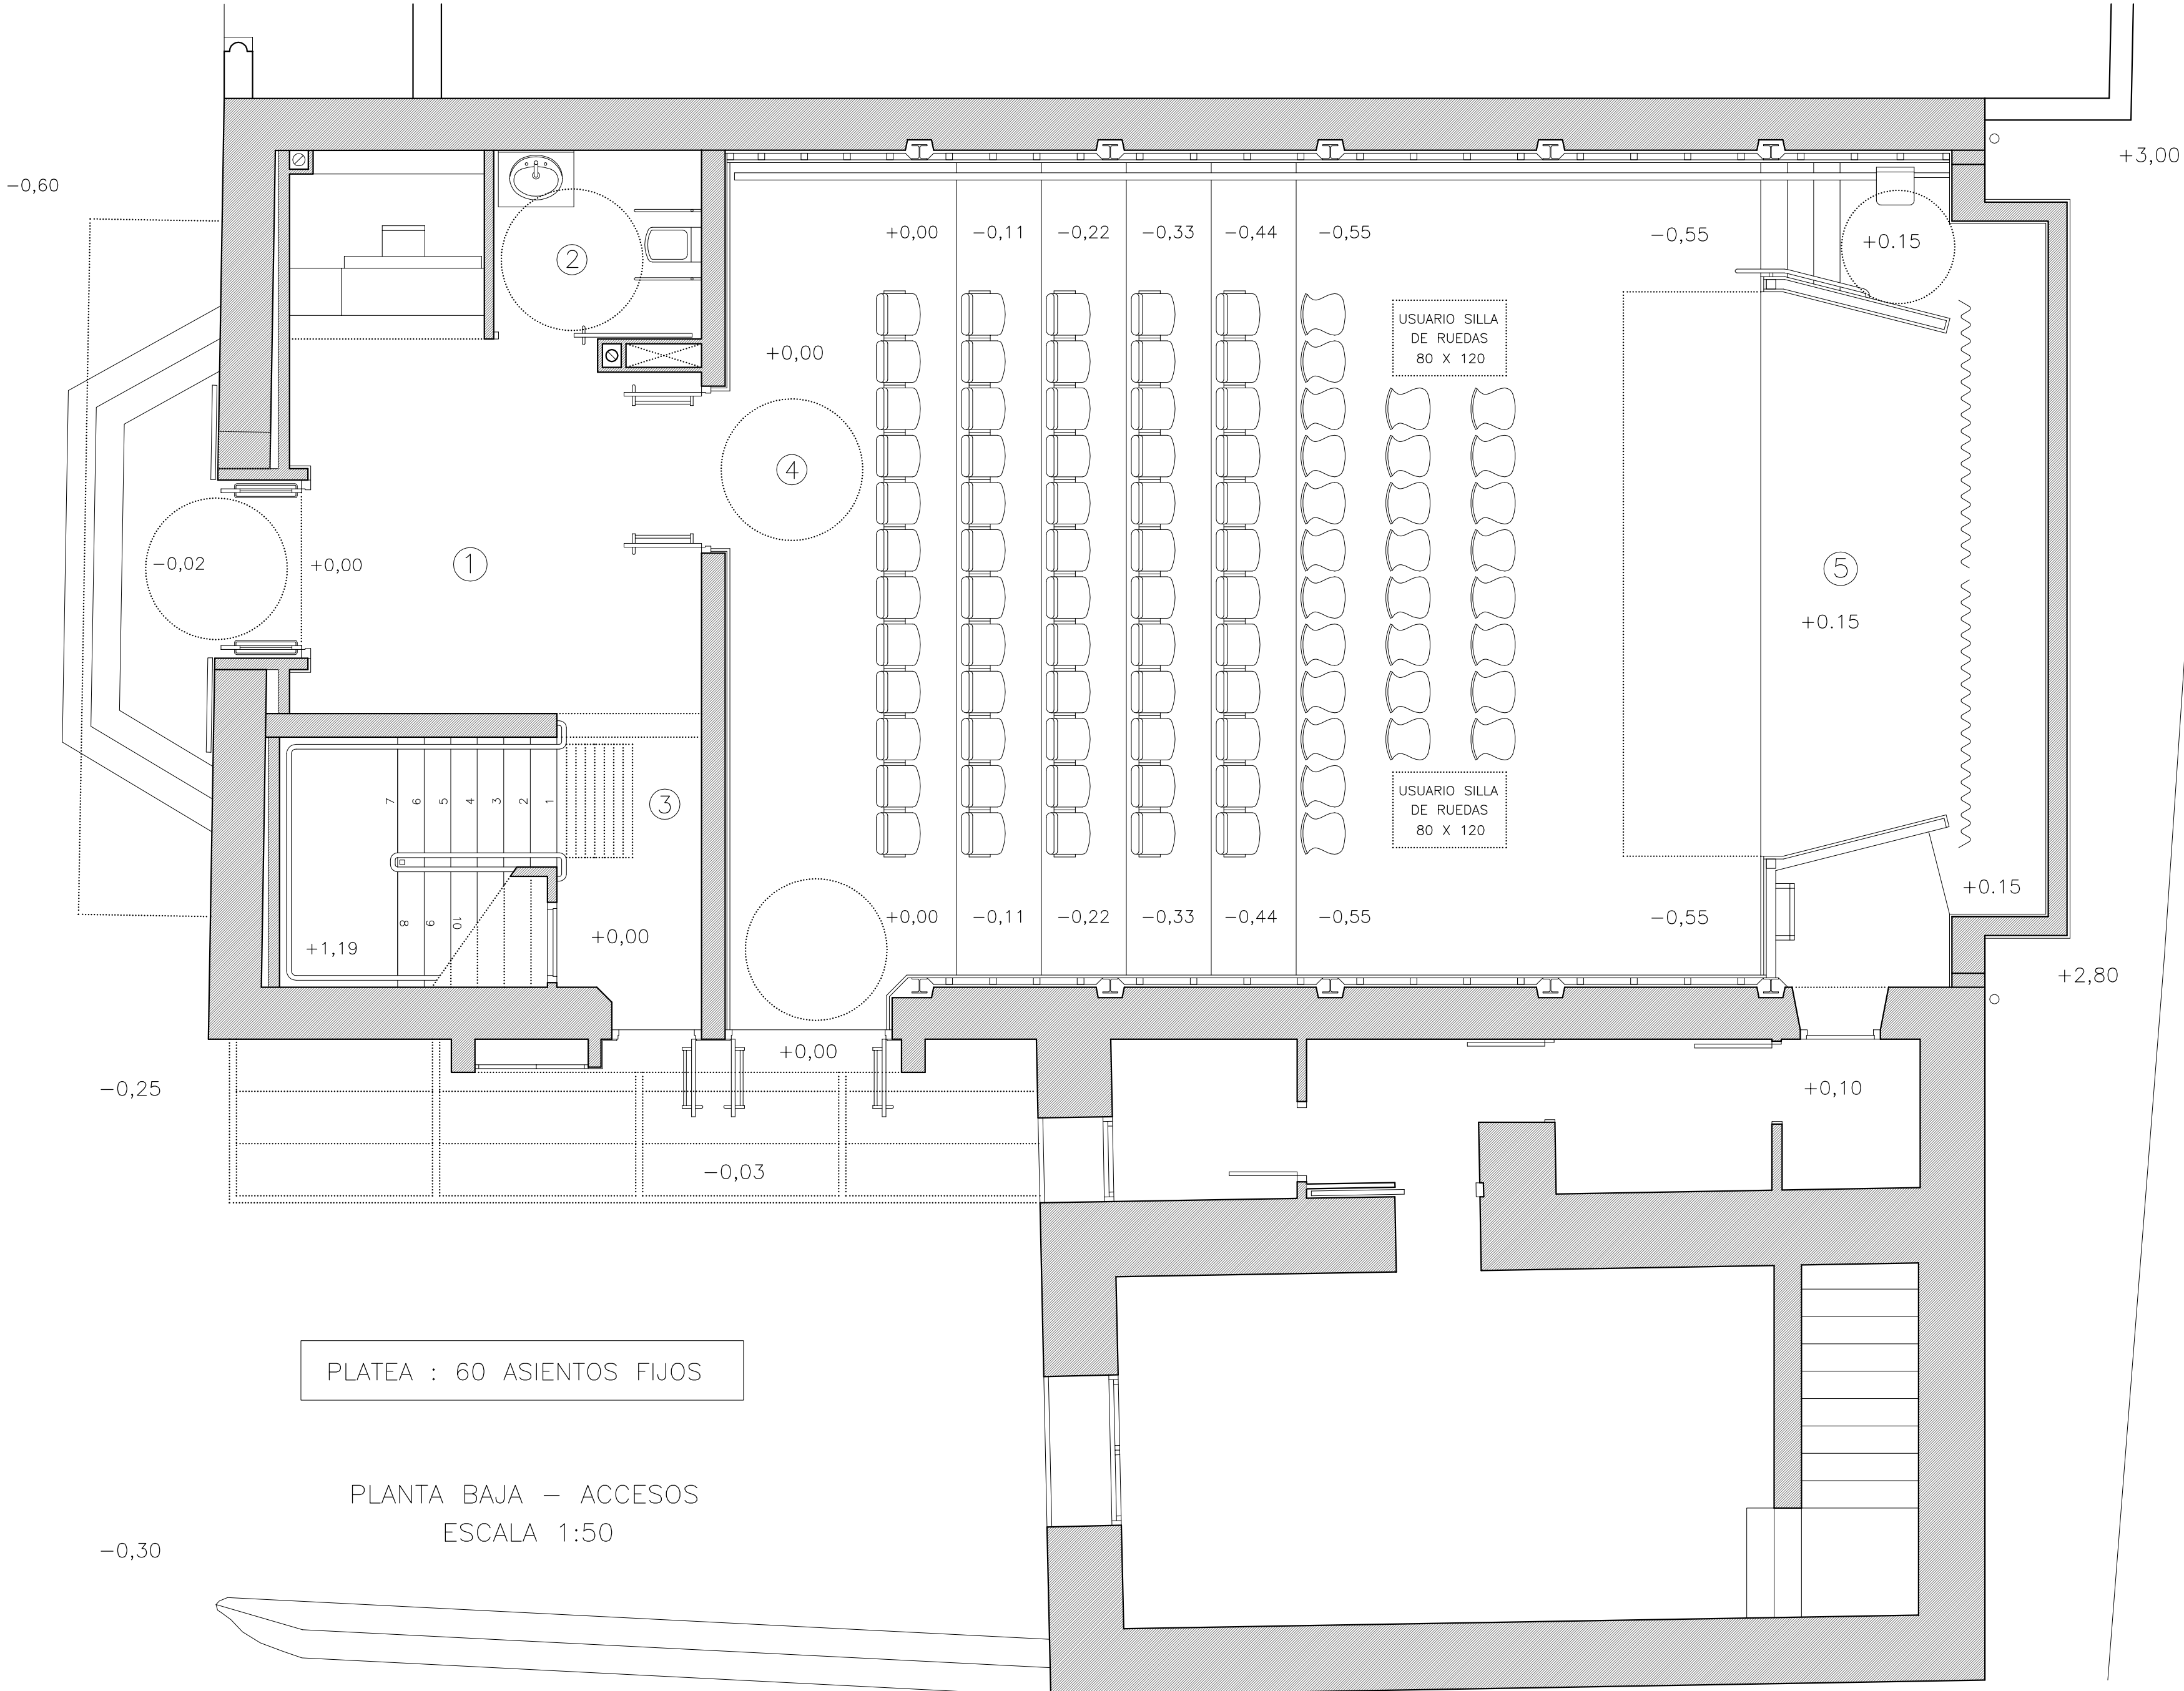 +3,00
-0,60
+0,00 -0,11 -0,22 -0,33 -0,44 -0,55 -0,55 +0.15
2
USUARIO SILLA
DE RUEDAS
80 X 120
+0,00
4
-0,02
+0,00
1
5
+0.15
USUARIO SILLA
DE RUEDAS
80 X 120
7 6 5 4 3 2 1
3
8 9 10
+1,19
+0,00
+0,00 -0,11 -0,22 -0,33 -0,44 -0,55 -0,55
+0.15
+2,80
+0,00
-0,25
+0,10
-0,03
PLATEA : 60 ASIENTOS FIJOS
PLANTA BAJA - ACCESOS
ESCALA 1:50
-0,30